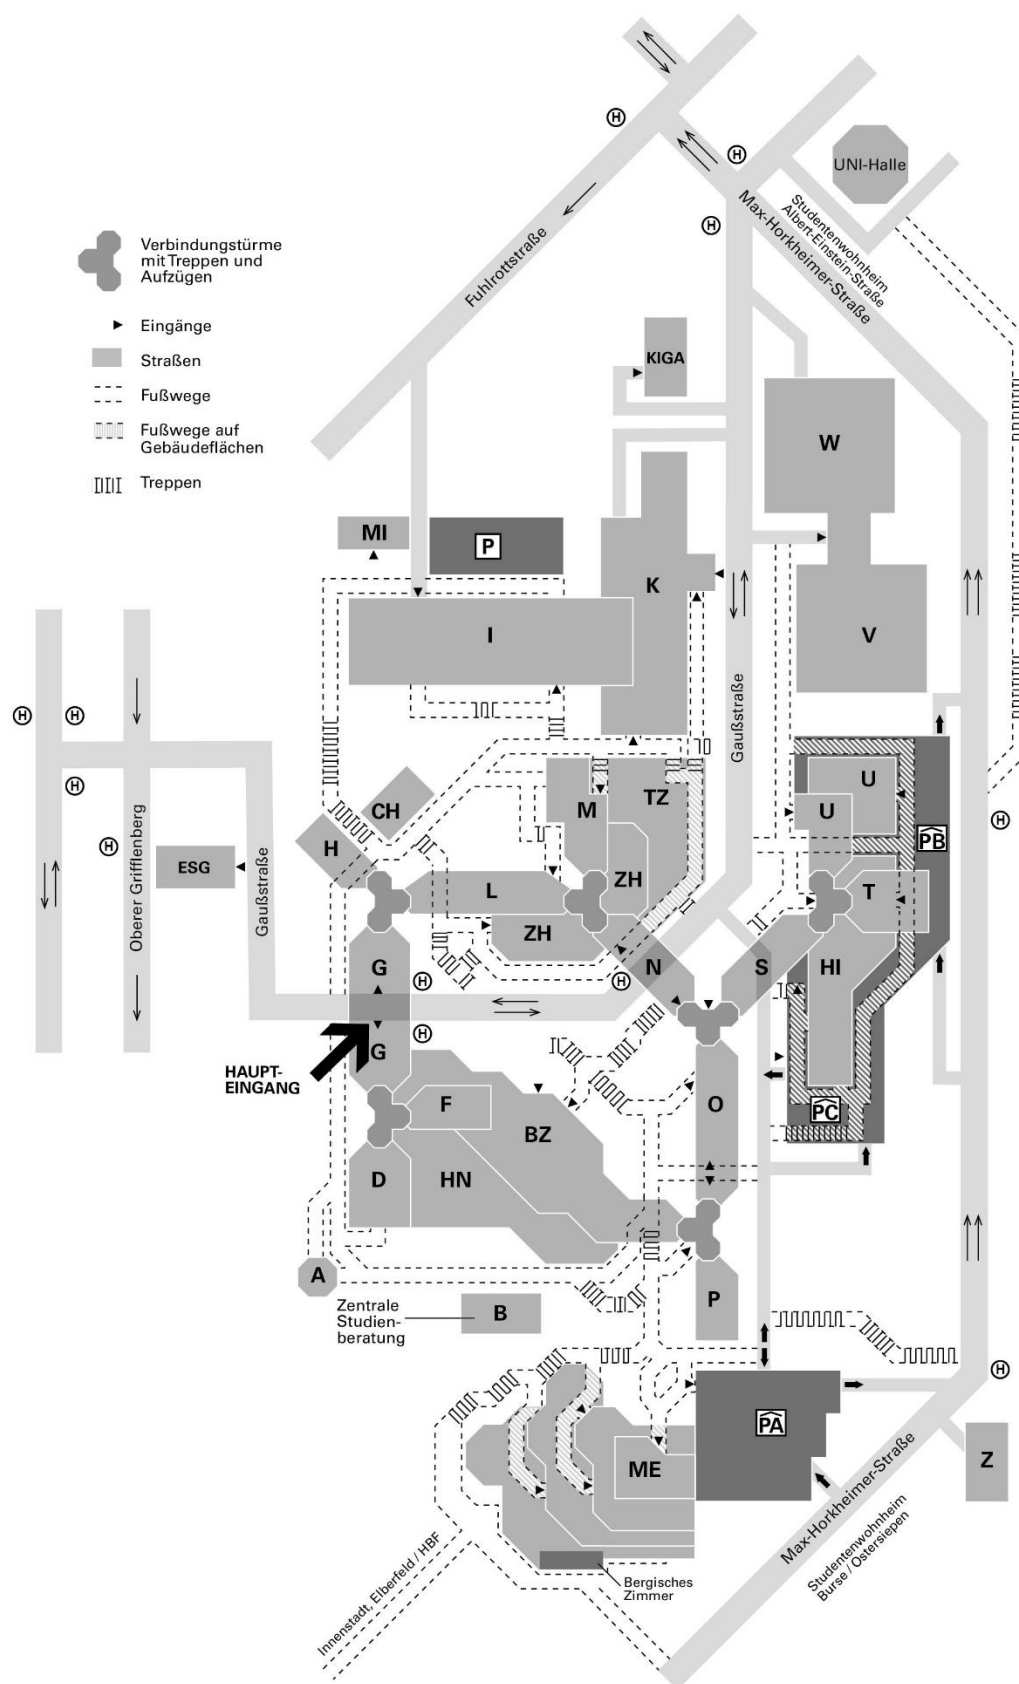 H
H
H
UNI-Halle
Max-Horkheimer-Straße
Studentenwohnheim
Albert-Einstein-Straße
Fuhlrottstraße
Verbindungstürme
mit Treppen und
Aufzügen
Eingänge
Straßen
Fußwege
Fußwege auf
Gebäudeflächen
Treppen
KIGA
W
MI
P
K
I
V
Gaußstraße
H
H
H
H
Oberer Grifflenberg
ESG
Gaußstraße
CH
H
M
TZ
ZH
L
ZH
U
U
PB
H
T
N
S
HI
G
H
H
H
G
HAUPT-
EINGANG
F
BZ
O
PC
D
HN
A
P
B
Zentrale
Studien-
beratung
H
PA
ME
Z
Max-Horkheimer-Straße
Studentenwohnheim
Burse / Ostersiepen
Bergisches
Zimmer
Innenstadt, Elberfeld / HBF